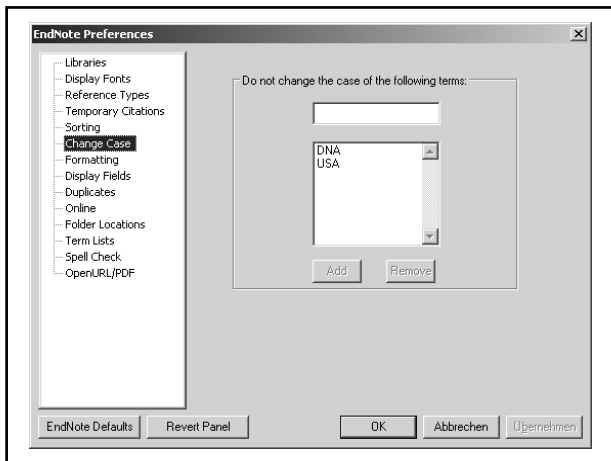 EndNote Preferences
Libraries
Display Fonts
Reference Types
Temporary Citations
Sorting
Change Case
Formatting
Display Fields
Duplicates
Online
Folder Locations
Term Lists
Spell Check
OpenURL/PDF
Do not change the case of the following terms:
DNA
USA
Add Remove
EndNote Defaults Revert Panel OK Abbrechen Übernehmen